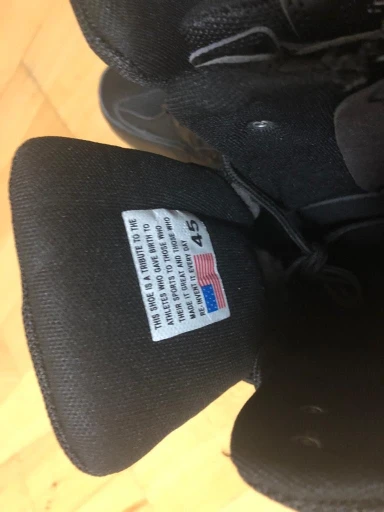 THIS SHOE IS A TRIBUTE TO THE
ATHLETES WHO GAVE BIRTH TO
THEIR SPORTS TO THOSE WHO
MADE IT GREAT AND THOSE WHO
RE-INVENT IT EVERY DAY
45